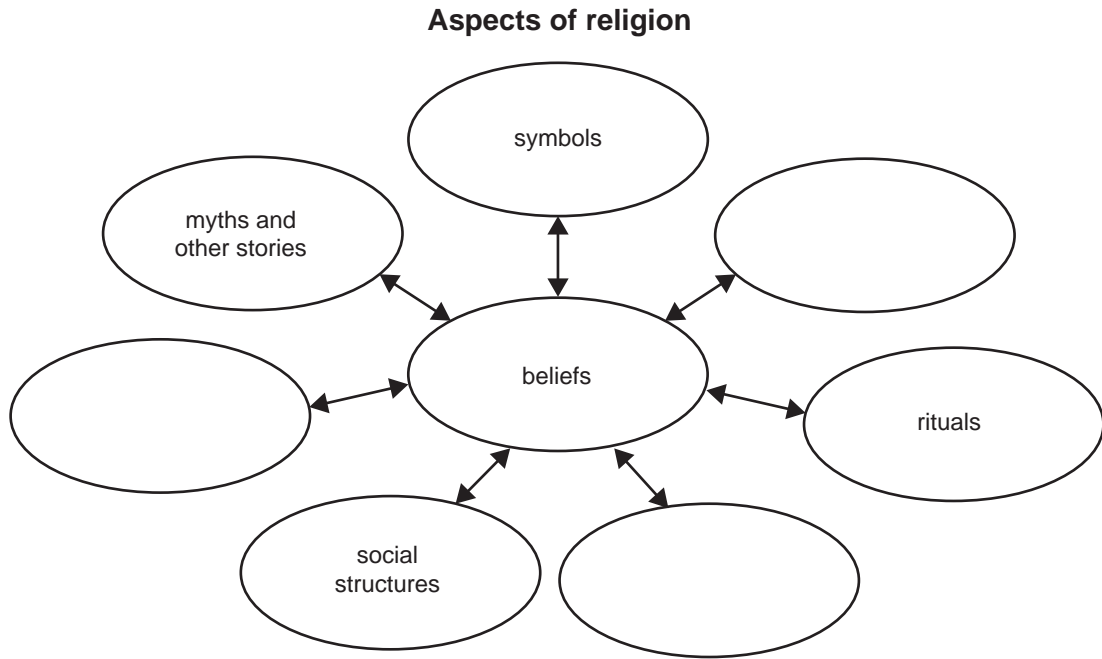 Aspects of religion
symbols
myths and
other stories
beliefs
rituals
social
structures